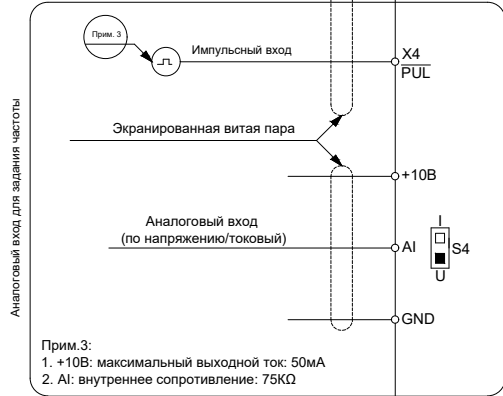 Прим. 3
Импульсный вход
X4
PUL
Экранированная витая пара
+10В
Аналоговый вход для задания частоты
Аналоговый вход
(по напряжению/токовый)
AI
I
S4
U
GND
Прим.3:
1. +10В: максимальный выходной ток: 50мА
2. AI: внутреннее сопротивление: 75KΩ